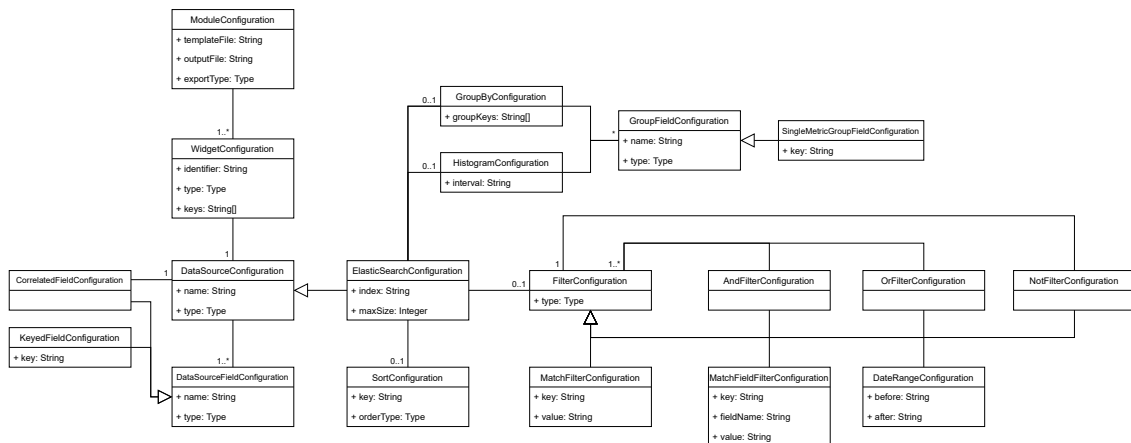 ModuleConfiguration
+ templateFile: String
+ outputFile: String
+ exportType: Type
1..*
WidgetConfiguration
+ identifier: String
+ type: Type
+ keys: String[]
1
0..1
GroupByConfiguration
+ groupKeys: String[]
0..1
HistogramConfiguration
+ interval: String
*
GroupFieldConfiguration
+ name: String
+ type: Type
SingleMetricGroupFieldConfiguration
+ key: String
CorrelatedFieldConfiguration
1
DataSourceConfiguration
+ name: String
+ type: Type
ElasticSearchConfiguration
+ index: String
+ maxSize: Integer
0..1
1
1..*
FilterConfiguration
+ type: Type
AndFilterConfiguration
OrFilterConfiguration
NotFilterConfiguration
KeyedFieldConfiguration
+ key: String
1..*
DataSourceFieldConfiguration
+ name: String
+ type: Type
0..1
SortConfiguration
+ key: String
+ orderType: Type
MatchFilterConfiguration
+ key: String
+ value: String
MatchFieldFilterConfiguration
+ key: String
+ fieldName: String
+ value: String
DateRangeConfiguration
+ before: String
+ after: String